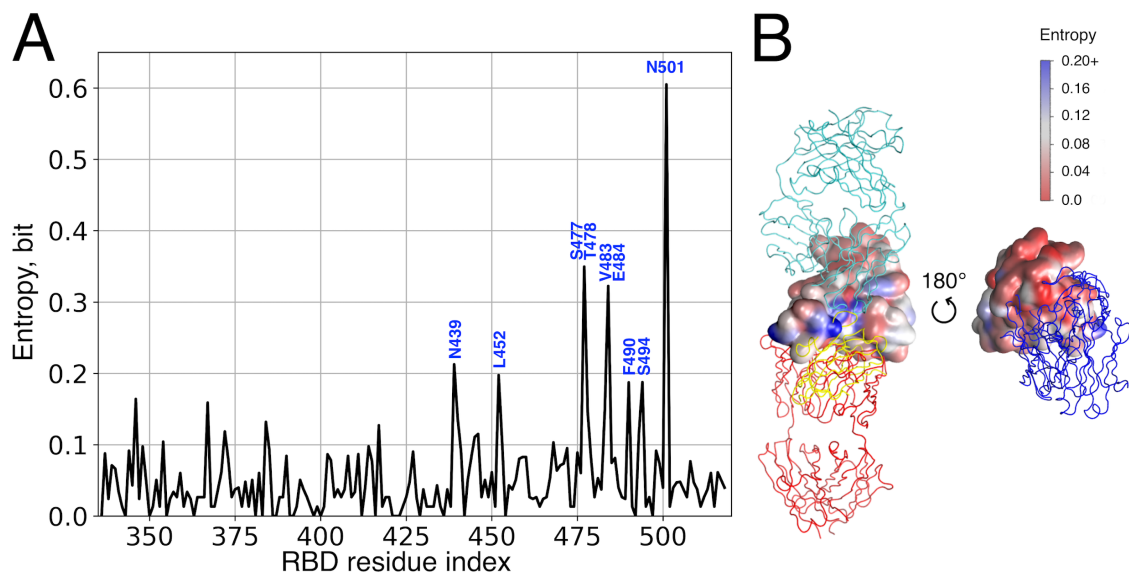 A
Entropy, bit
0.6
0.5
0.4
0.3
0.2
0.1
0.0
N439
L452
S477
T478
V483
E484
F490
S494
N501
350
375
400
425
450
475
500
RBD residue index
B
Entropy
0.20+
0.16
0.12
0.08
0.04
0.0
180°